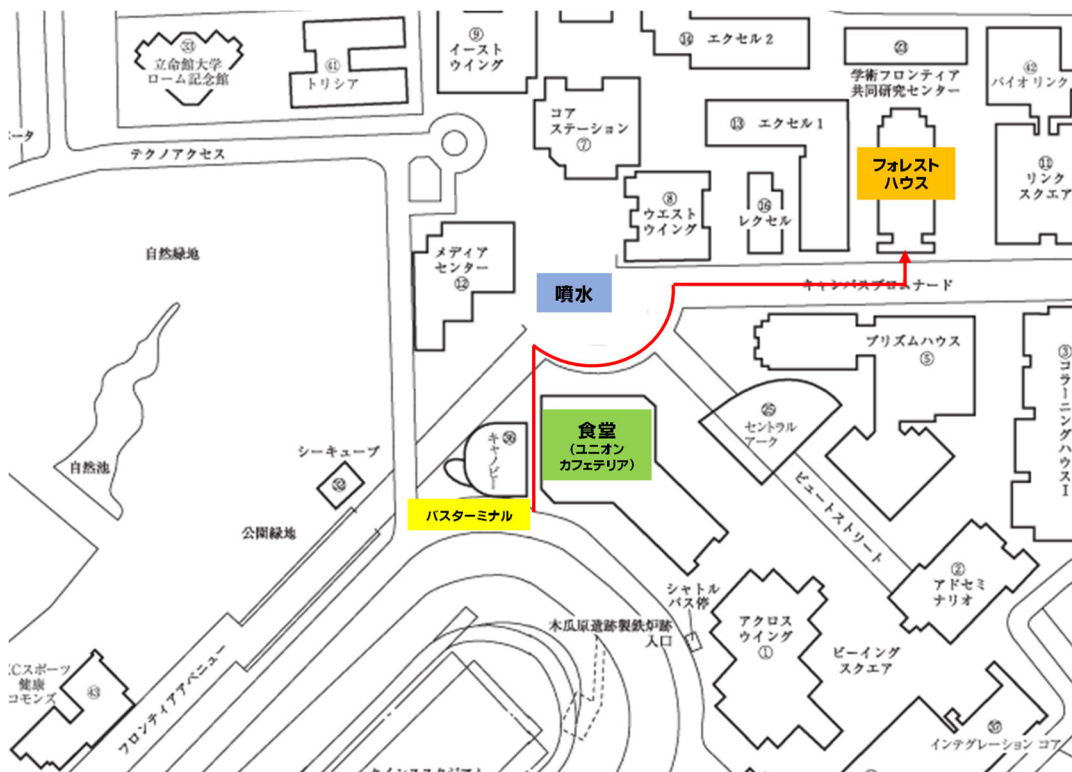 ㉝
立命館大学
ローム記念館
㊶
トリシア
⑨
イースト
ウイング
⑭ エクセル2
㉓
学術フロンティア
共同研究センター
㊷
バイオリンク
コア
ステーション
⑦
⑬ エクセル1
フォレスト
ハウス
⑪
リンク
スクエア
テクノアクセス
⑧
ウエスト
ウイング
⑯
レクセル
自然緑地
メディア
センター
⑫
噴水
キャンパスプロムナード
プリズムハウス
⑤
③コラーニングハウスⅠ
㉕
セントラル
アーク
食堂
(ユニオン
カフェテリア)
㊱
キャノピー
シーキューブ
㉜
自然池
バスターミナル
公園緑地
ビュートストリート
②
アドセミ
ナリオ
シャトル
バス停
木瓜原遺跡製鉄炉跡
入口
アクロス
ウイング
①
ビーイング
スクエア
Cスポーツ
健康
コモンズ
㊸
フロンティアアベニュー
インテグレーション コア